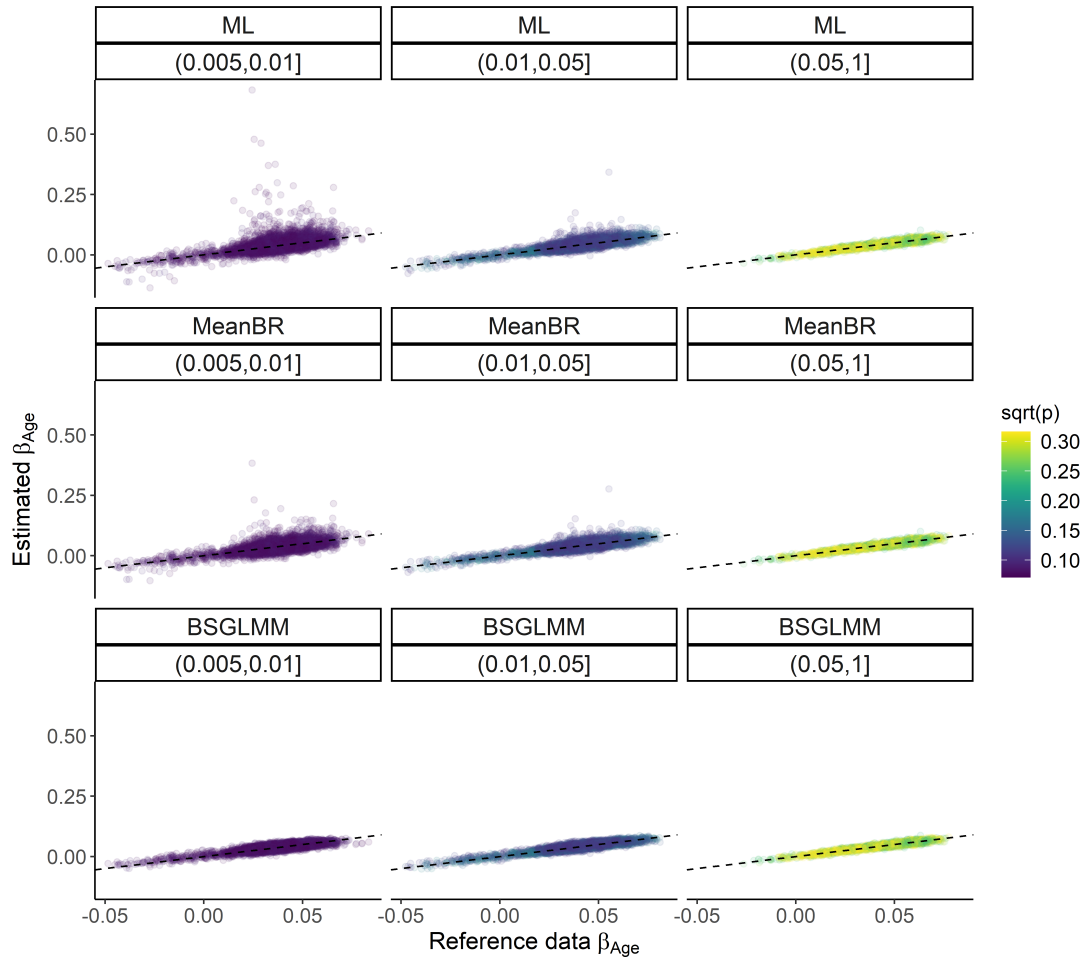 ML ML ML
(0.005,0.01] (0.01,0.05] (0.05,1]
0.50
0.25
0.00
MeanBR MeanBR MeanBR
(0.005,0.01] (0.01,0.05] (0.05,1]
0.50
0.25
0.00
BSGLMM BSGLMM BSGLMM
(0.005,0.01] (0.01,0.05] (0.05,1]
0.50
0.25
0.00
-0.05 0.00 0.05 -0.05 0.00 0.05 -0.05 0.00 0.05
Reference data βAge
Estimated βAge
sqrt(p)
0.30
0.25
0.20
0.15
0.10